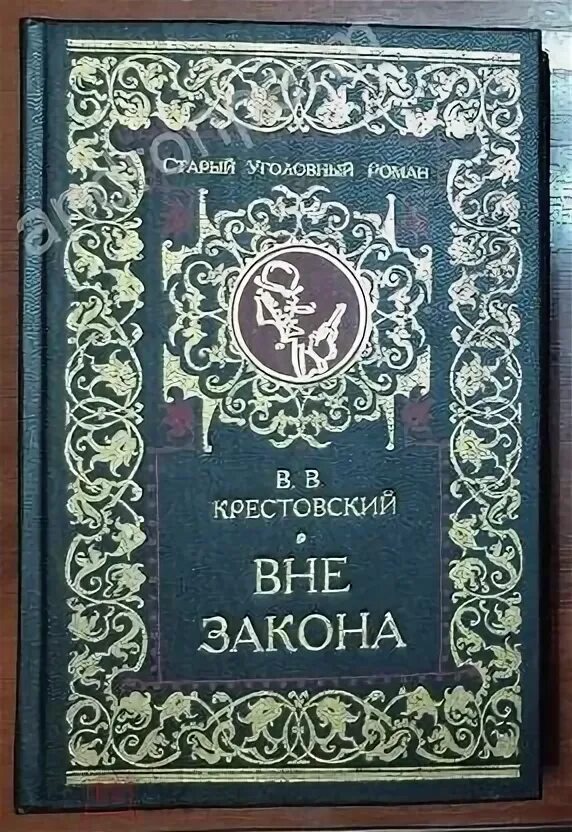 СТАРЫЙ УГОЛОВНЫЙ РОМАН
В. В.
КРЕСТОВСКИЙ
ВНЕ
ЗАКОНА